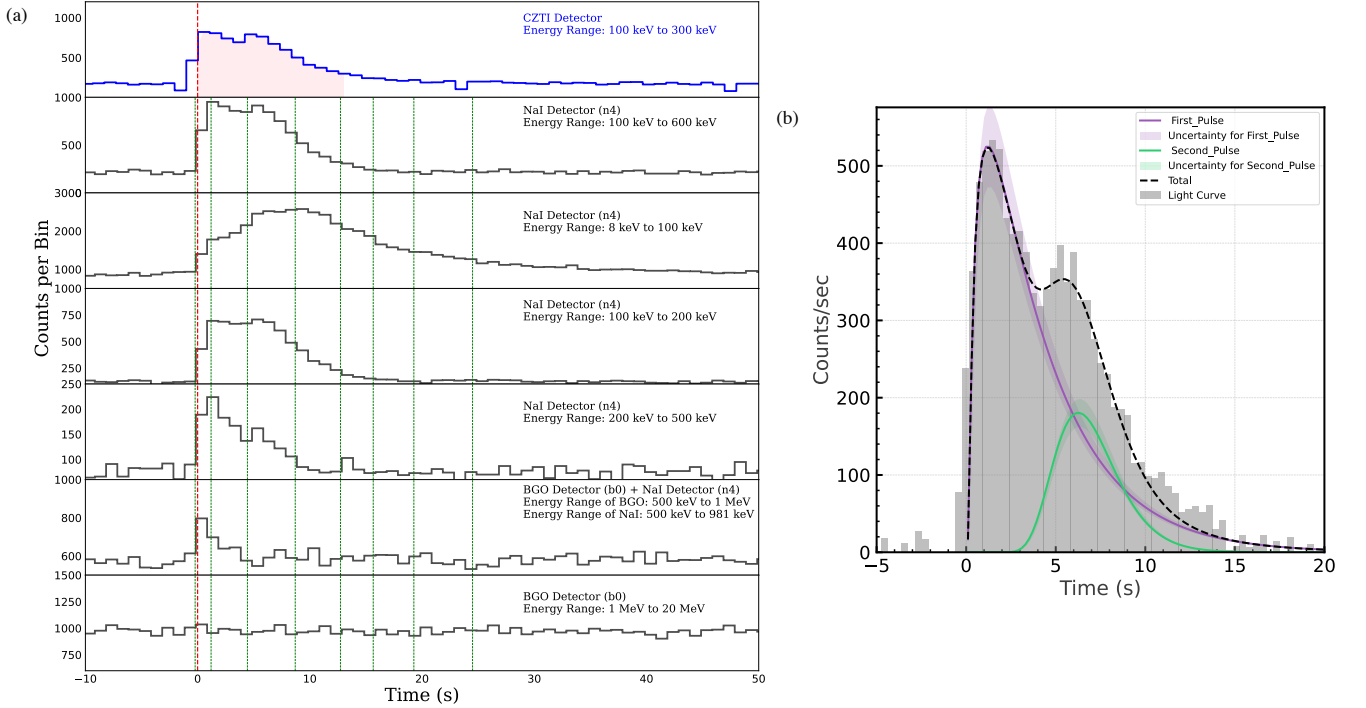 (a)
Counts per Bin
1000
500
CZTI Detector
Energy Range: 100 keV to 300 keV
1000
500
0
NaI Detector (n4)
Energy Range: 100 keV to 600 keV
3000
2000
1000
NaI Detector (n4)
Energy Range: 8 keV to 100 keV
1000
750
500
250
NaI Detector (n4)
Energy Range: 100 keV to 200 keV
250
200
150
100
NaI Detector (n4)
Energy Range: 200 keV to 500 keV
1000
800
600
BGO Detector (b0) + NaI Detector (n4)
Energy Range of BGO: 500 keV to 1 MeV
Energy Range of NaI: 500 keV to 981 keV
1500
1250
1000
750
BGO Detector (b0)
Energy Range: 1 MeV to 20 MeV
−10 0 10 20 30 40 50
Time (s)
(b)
First_Pulse
Uncertainty for First_Pulse
Second_Pulse
Uncertainty for Second_Pulse
Total
Light Curve
Counts/sec
500
400
300
200
100
0
−5 0 5 10 15 20
Time (s)